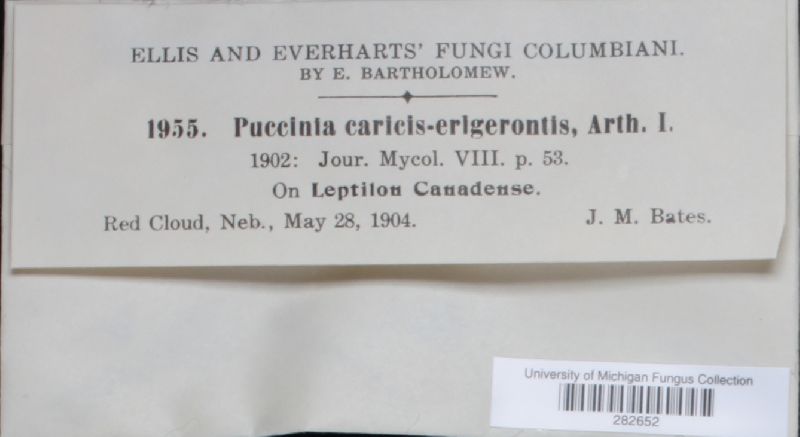 ELLIS AND EVERHARTS' FUNGI COLUMBIANI.
BY E. BARTHOLOMEW.
1955. Puccinia caricis-erigerontis, Arth. I.
1902: Jour. Mycol. VIII. p. 53.
On Leptilon Canadense.
Red Cloud, Neb., May 28, 1904. J. M. Bates.
University of Michigan Fungus Collection
282652